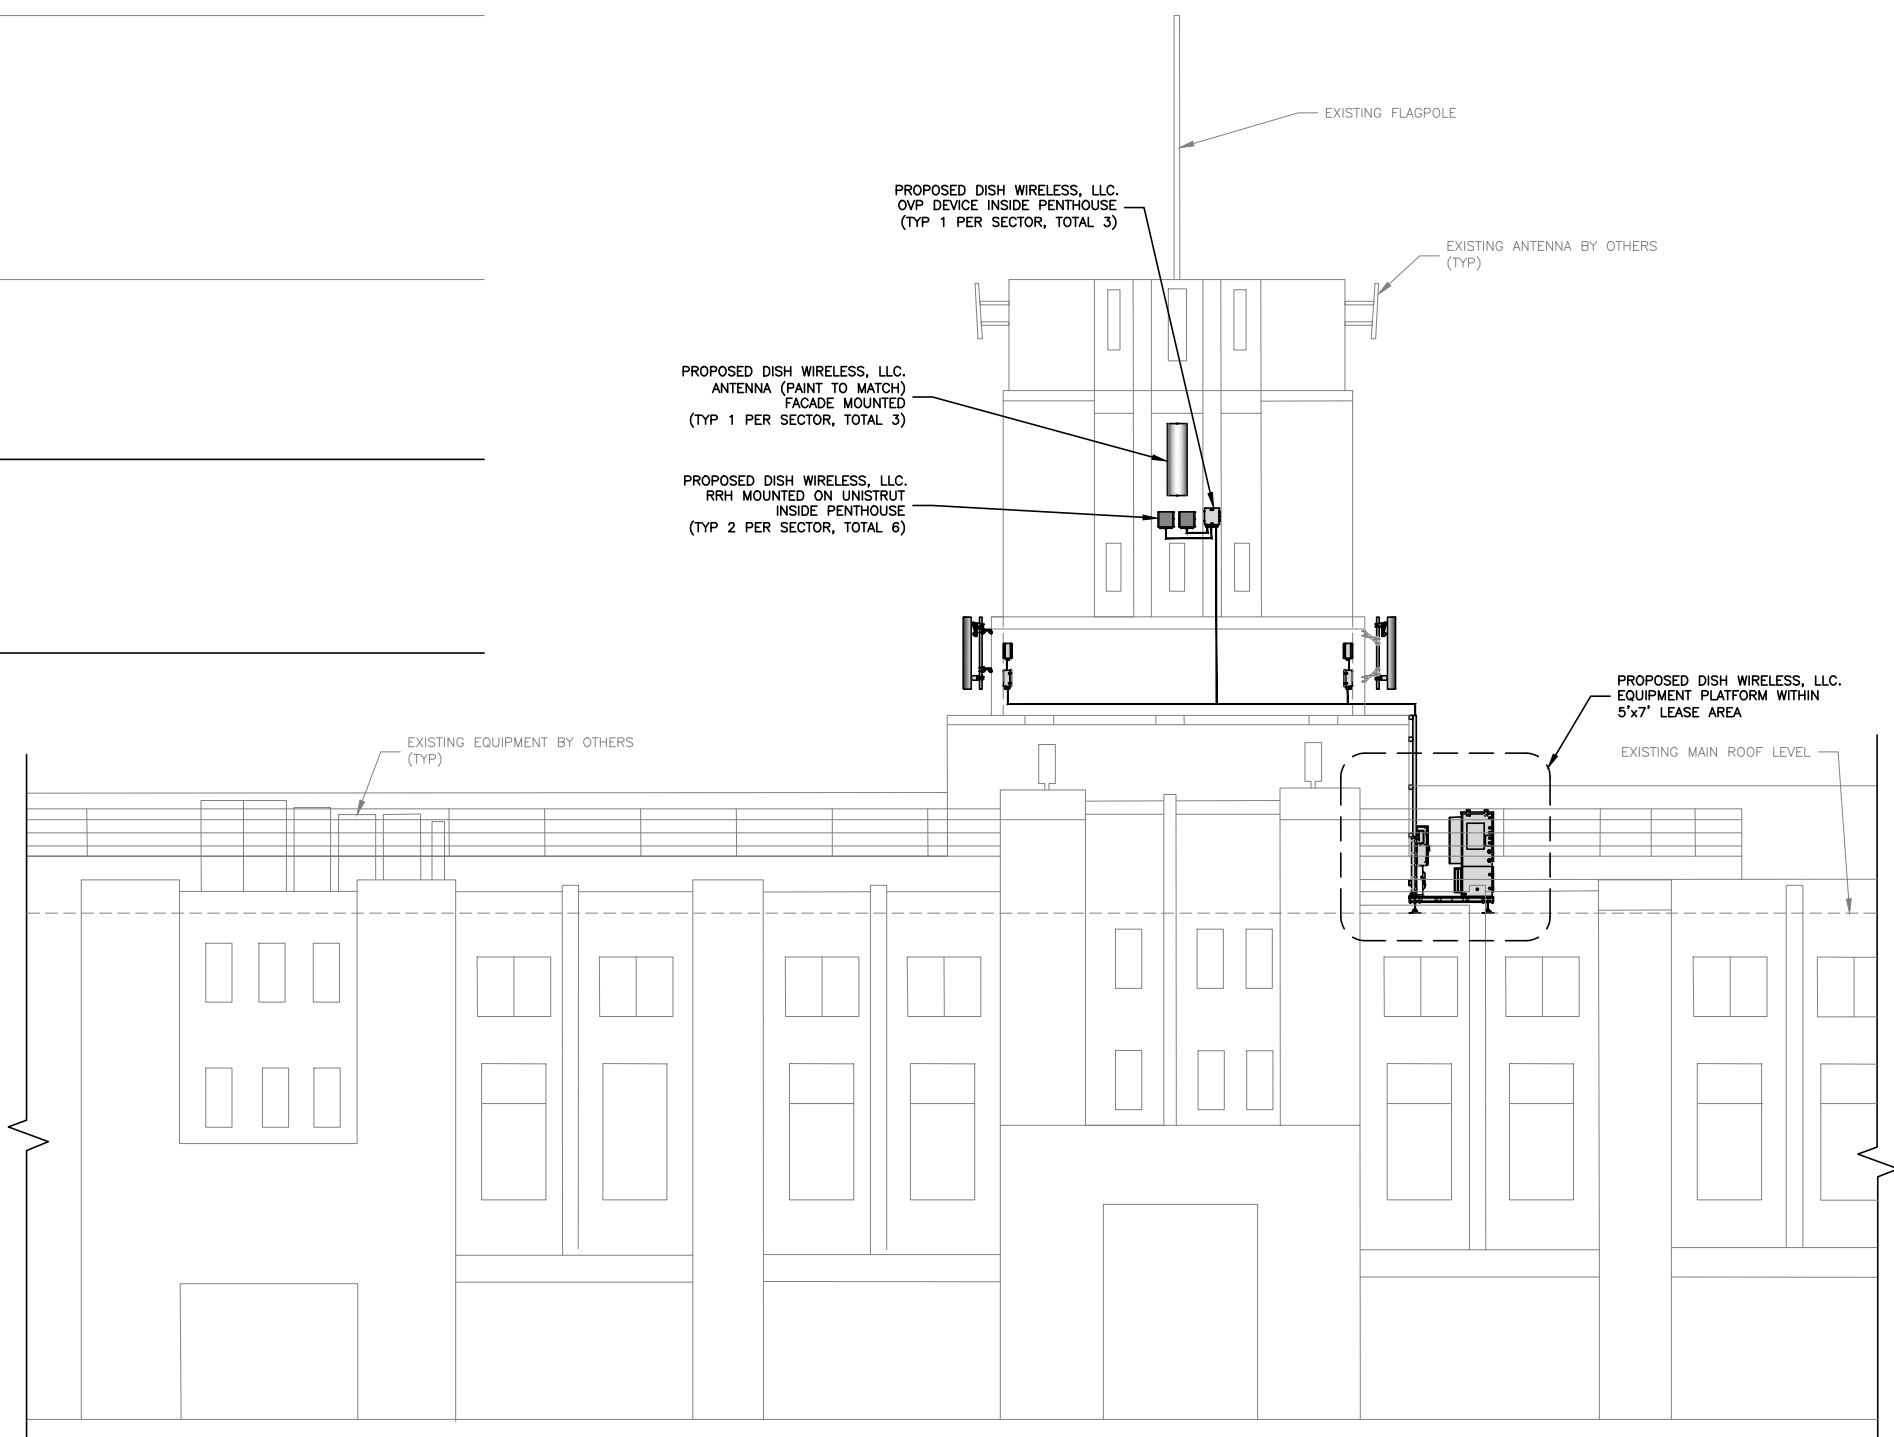 EXISTING FLAGPOLE
PROPOSED DISH WIRELESS, LLC.
OVP DEVICE INSIDE PENTHOUSE
(TYP 1 PER SECTOR, TOTAL 3)
EXISTING ANTENNA BY OTHERS
(TYP)
PROPOSED DISH WIRELESS, LLC.
ANTENNA (PAINT TO MATCH)
FACADE MOUNTED
(TYP 1 PER SECTOR, TOTAL 3)
PROPOSED DISH WIRELESS, LLC.
RRH MOUNTED ON UNISTRUT
INSIDE PENTHOUSE
(TYP 2 PER SECTOR, TOTAL 6)
PROPOSED DISH WIRELESS, LLC.
EQUIPMENT PLATFORM WITHIN
5'x7' LEASE AREA
EXISTING EQUIPMENT BY OTHERS
(TYP)
EXISTING MAIN ROOF LEVEL